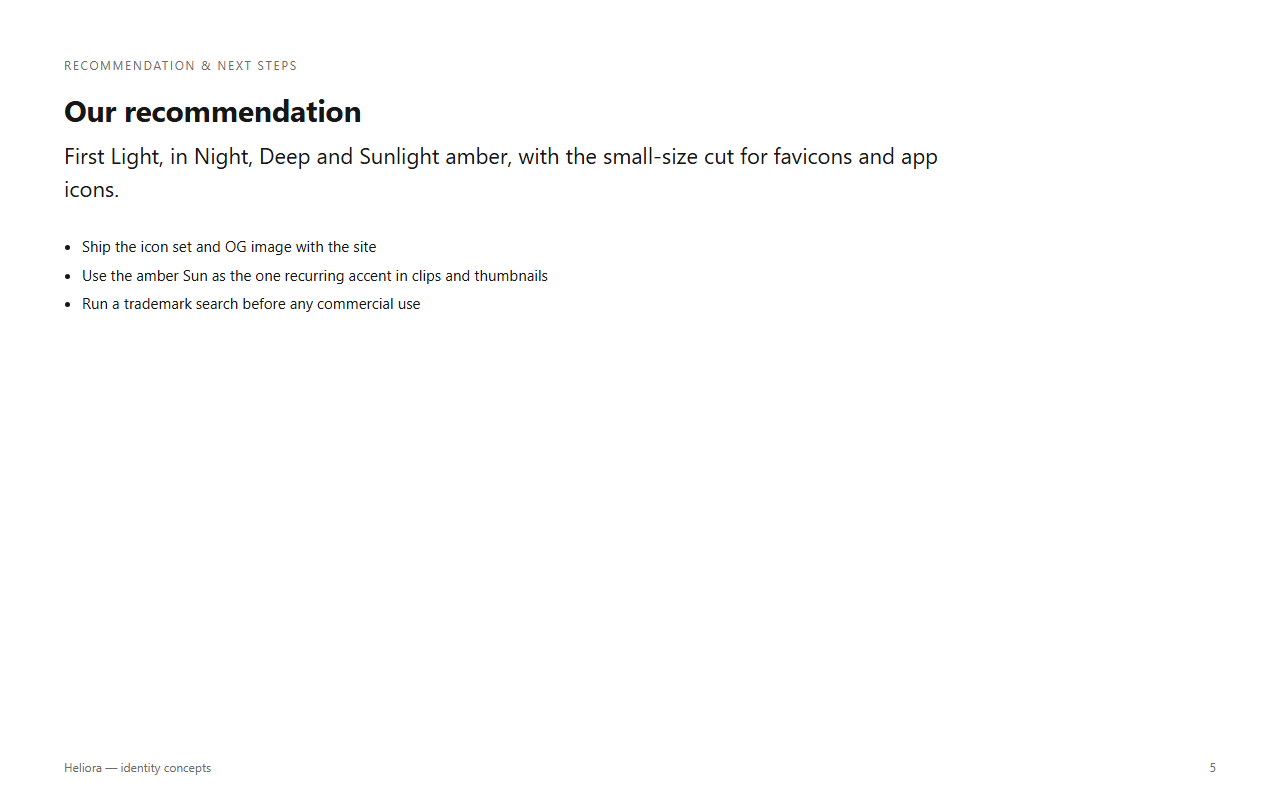 RECOMMENDATION & NEXT STEPS
Our recommendation
First Light, in Night, Deep and Sunlight amber, with the small-size cut for favicons and app
icons.
• Ship the icon set and OG image with the site
• Use the amber Sun as the one recurring accent in clips and thumbnails
• Run a trademark search before any commercial use
Heliora — identity concepts
5